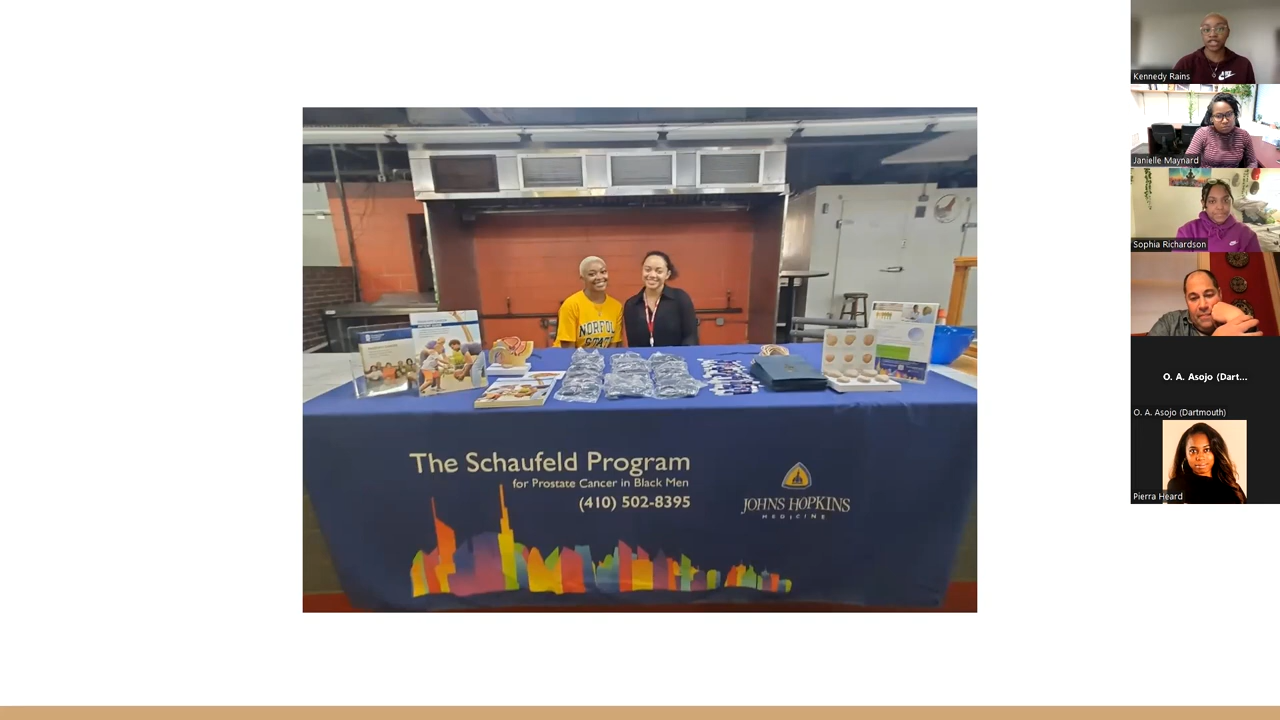 NORFOLK
STATE
The Schaufeld Program
for Prostate Cancer in Black Men
(410) 502-8395
JOHNS HOPKINS
MEDICINE
Kennedy Rains
Janielle Maynard
Sophia Richardson
O. A. Asojo (Dart...
O. A. Asojo (Dartmouth)
Pierra Heard